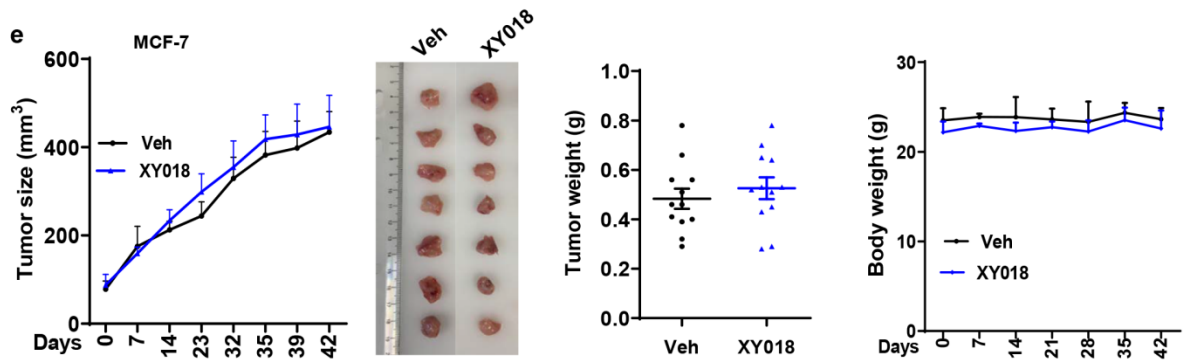 e
MCF-7
Tumor size (mm³)
600
400
200
0
Veh
XY018
Days
0 7 14 23 32 35 39 42
Veh XY018
Tumor weight (g)
1.0
0.8
0.6
0.4
0.2
0.0
Veh XY018
Body weight (g)
30
20
10
0
Veh
XY018
Days
0 7 14 21 28 35 42